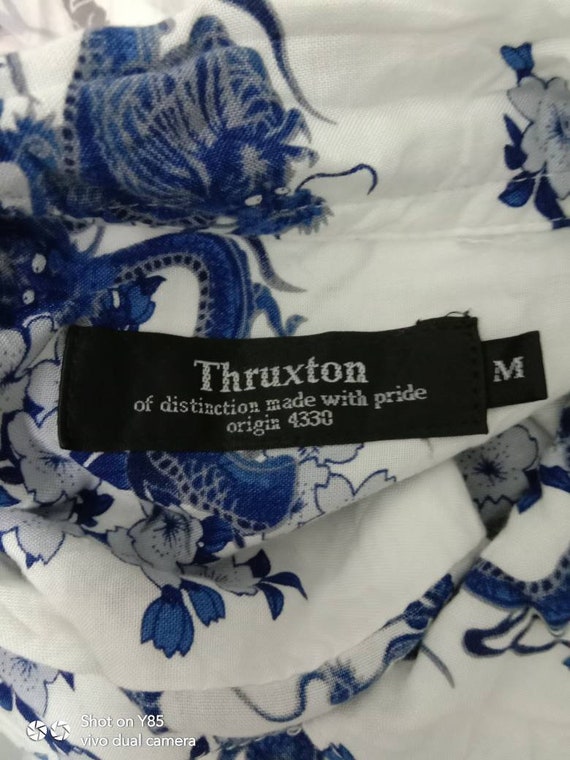 Thruxton
of distinction made with pride
origin 4330
M
Shot on Y85
vivo dual camera